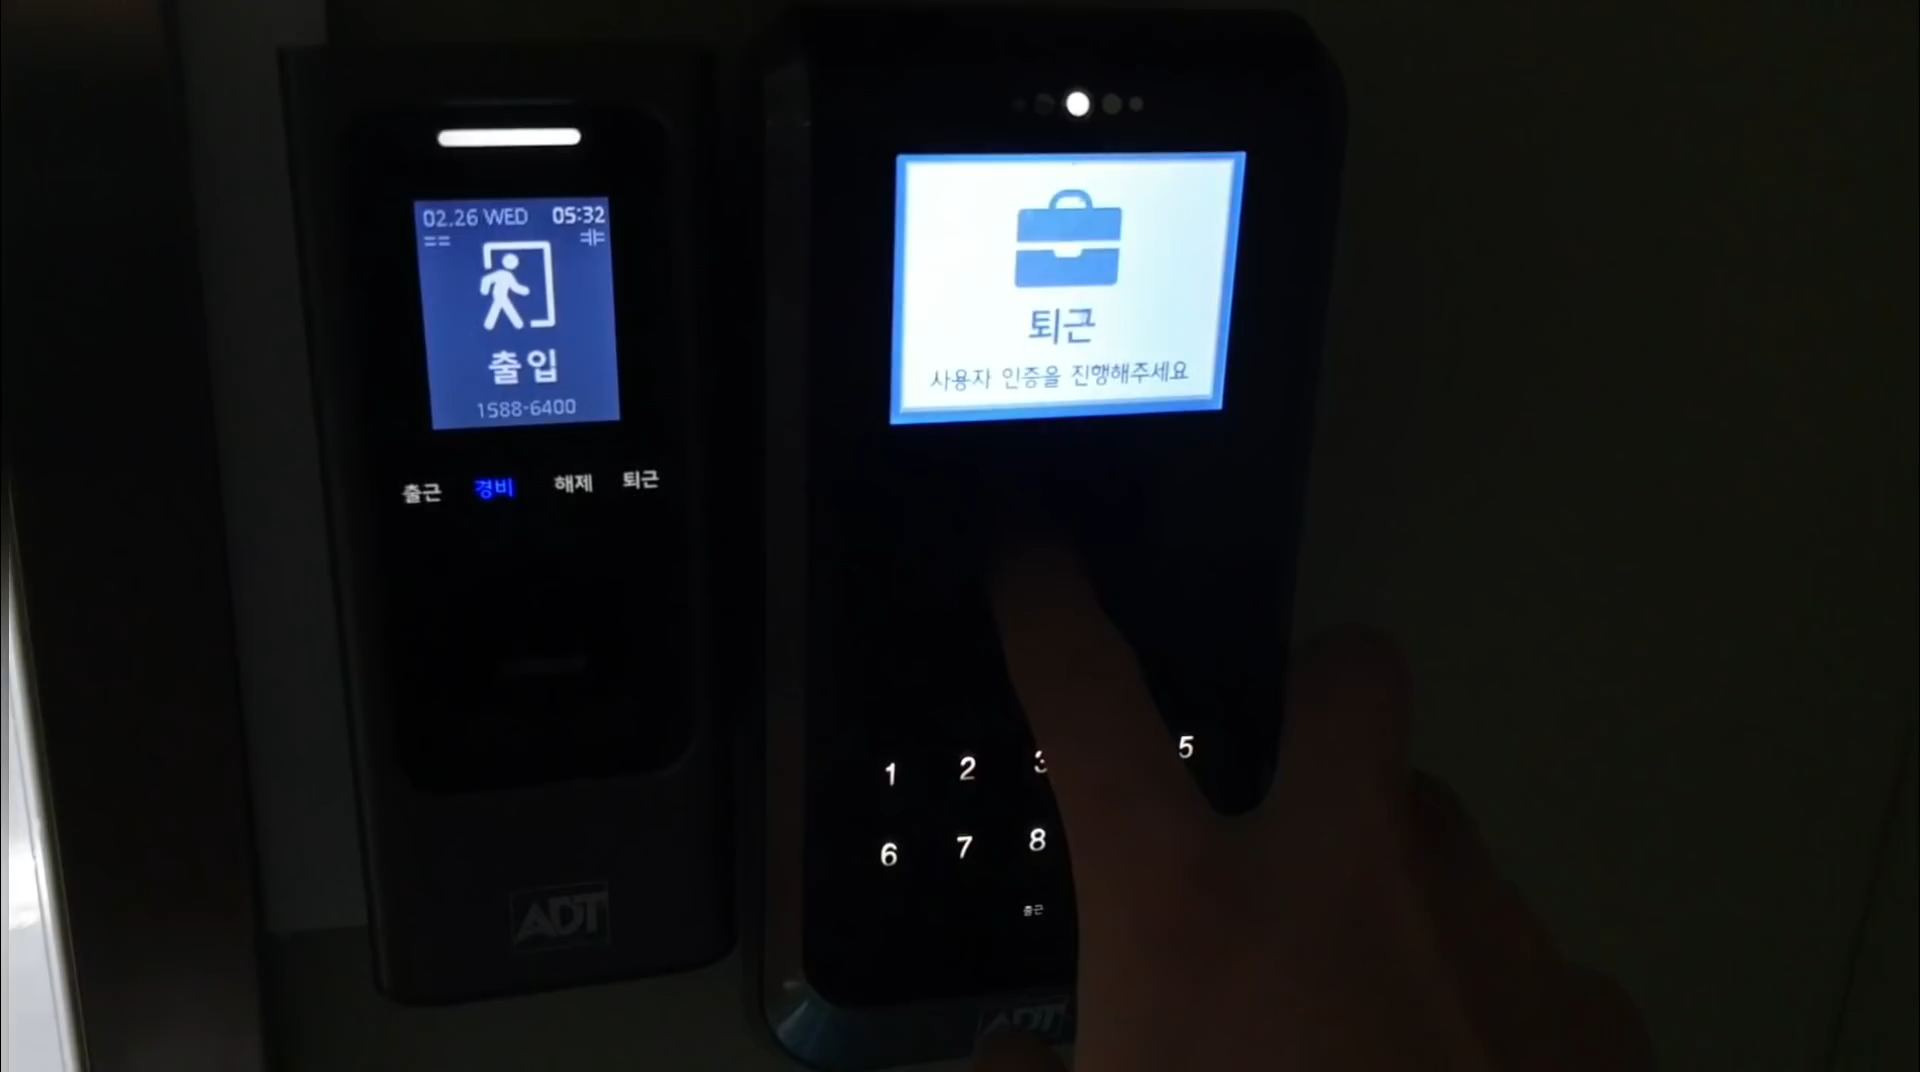 02.26 WED 05:32
출입
1588-6400
출근 경비 해제 퇴근
ADT
퇴근
사용자 인증을 진행해주세요
1 2 3 5
6 7 8
출근
ADT